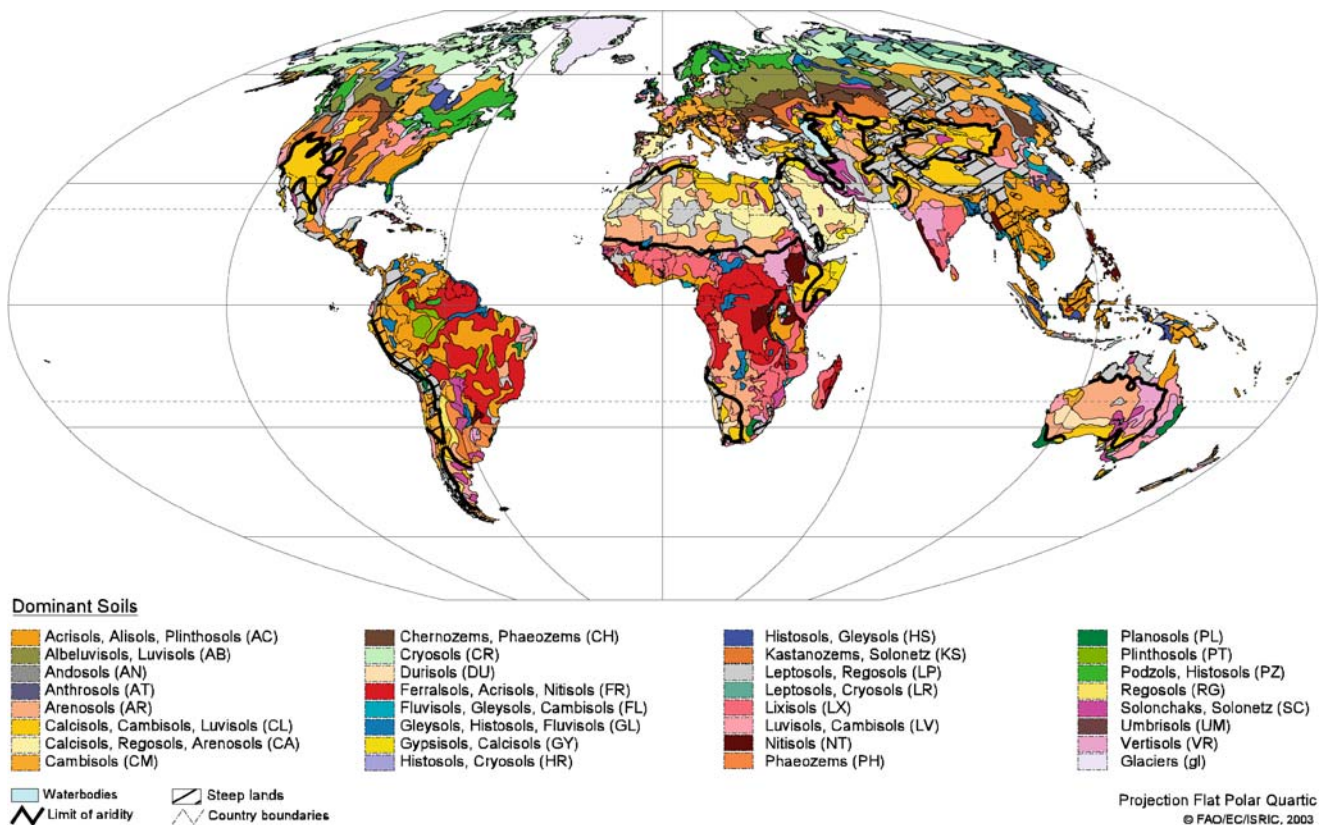 Dominant Soils
Acrisols, Alisols, Plinthosols (AC)
Albeluvisols, Luvisols (AB)
Andosols (AN)
Anthrosols (AT)
Arenosols (AR)
Calcisols, Cambisols, Luvisols (CL)
Calcisols, Regosols, Arenosols (CA)
Cambisols (CM)
Chernozems, Phaeozems (CH)
Cryosols (CR)
Durisols (DU)
Ferralsols, Acrisols, Nitisols (FR)
Fluvisols, Gleysols, Cambisols (FL)
Gleysols, Histosols, Fluvisols (GL)
Gypsisols, Calcisols (GY)
Histosols, Cryosols (HR)
Histosols, Gleysols (HS)
Kastanozems, Solonetz (KS)
Leptosols, Regosols (LP)
Leptosols, Cryosols (LR)
Lixisols (LX)
Luvisols, Cambisols (LV)
Nitisols (NT)
Phaeozems (PH)
Planosols (PL)
Plinthosols (PT)
Podzols, Histosols (PZ)
Regosols (RG)
Solonchaks, Solonetz (SC)
Umbrisols (UM)
Vertisols (VR)
Glaciers (gl)
Waterbodies
Limit of aridity
Steep lands
Country boundaries
Projection Flat Polar Quartic
© FAO/EC/ISRIC, 2003